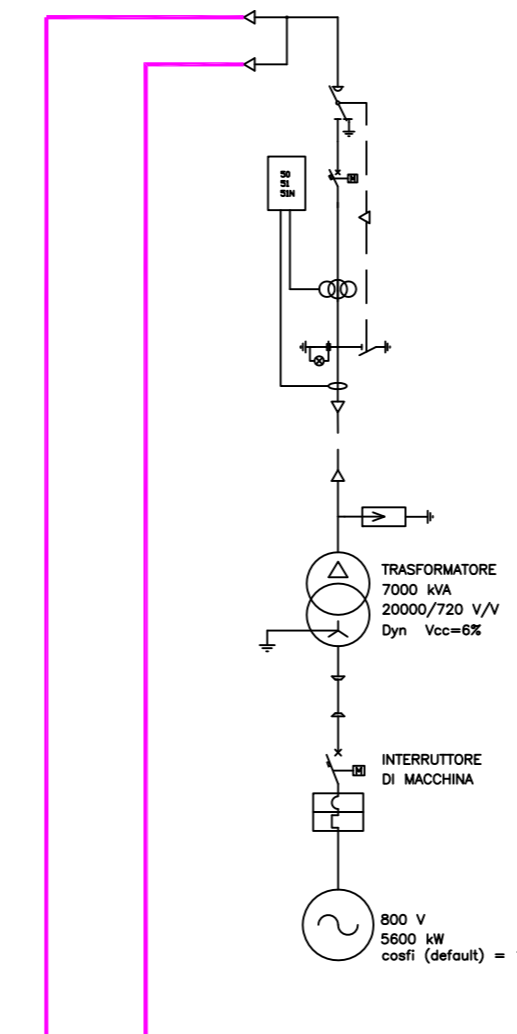 50
51
51N
M
TRASFORMATORE
7000 kVA
20000/720 V/V
Dyn Vcc=6%
INTERRUTTORE
DI MACCHINA
M
800 V
5600 kW
cosfi (default) =